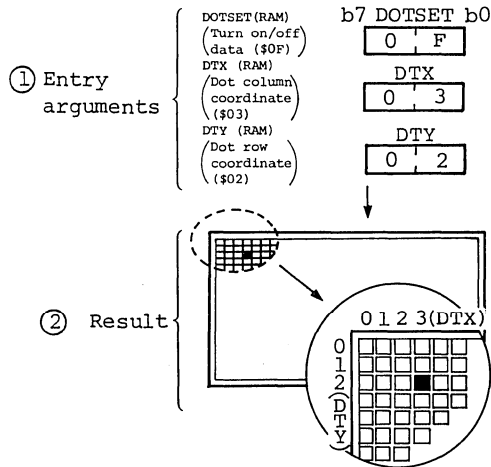 DOTSET(RAM)
(Turn on/off
data ($0F))
DTX (RAM)
(Dot column
coordinate
($03))
DTY (RAM)
(Dot row
coordinate
($02))
① Entry
arguments
b7 DOTSET b0
0 F
DTX
0 3
DTY
0 2
② Result
0 1 2 3(DTX)
0
1
2
(DTY)